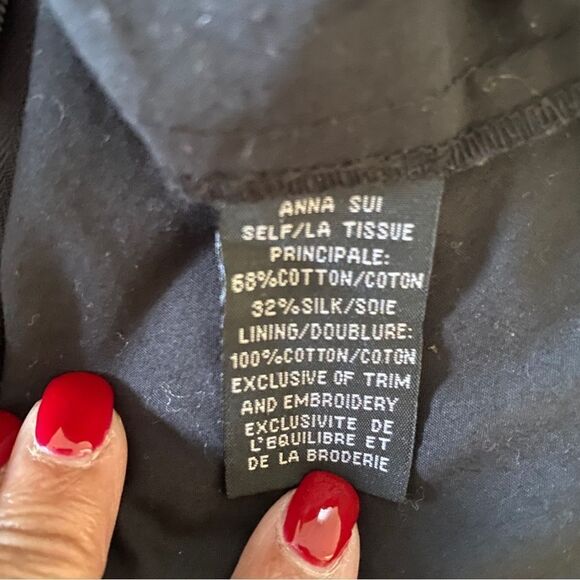 ANNA SUI
SELF/LA TISSUE
PRINCIPALE:
68%COTTON/COTON
32%SILK/SOIE
LINING/DOUBLURE:
100%COTTON/COTON
EXCLUSIVE OF TRIM
AND EMBROIDERY
EXCLUSIVITE DE
L'EQUILIBRE ET
DE LA BRODERIE